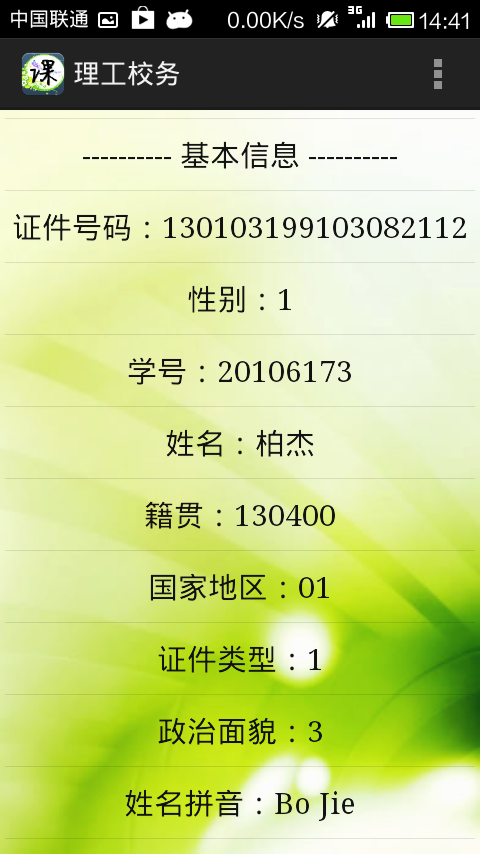 中国联通 0.00K/s 3G 14:41
课 理工校务
---------- 基本信息 ----------
证件号码：130103199103082112
性别：1
学号：20106173
姓名：柏杰
籍贯：130400
国家地区：01
证件类型：1
政治面貌：3
姓名拼音：Bo Jie